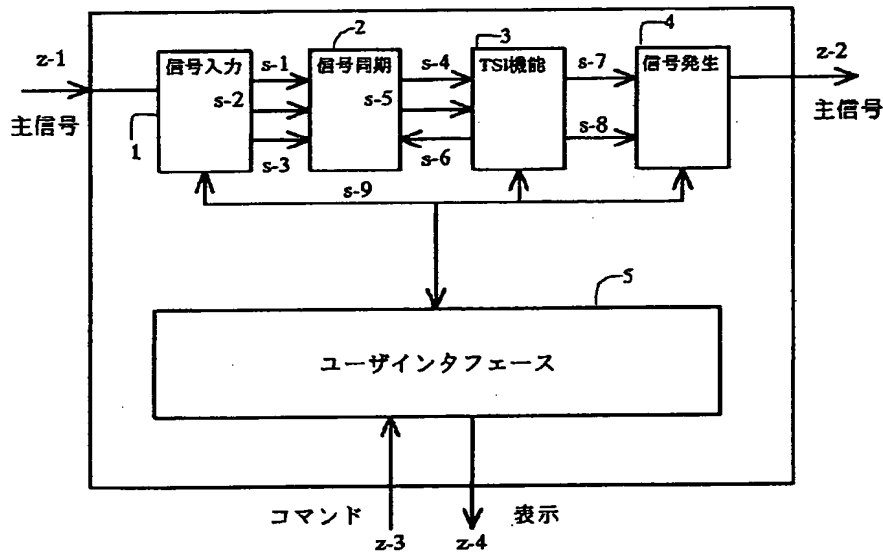 z-1
主信号
1
信号入力
s-1
s-2
s-3
2
信号同期
s-4
s-5
s-6
3
TSI機能
s-7
s-8
4
信号発生
z-2
主信号
s-9
5
ユーザインタフェース
コマンド
z-3
z-4
表示